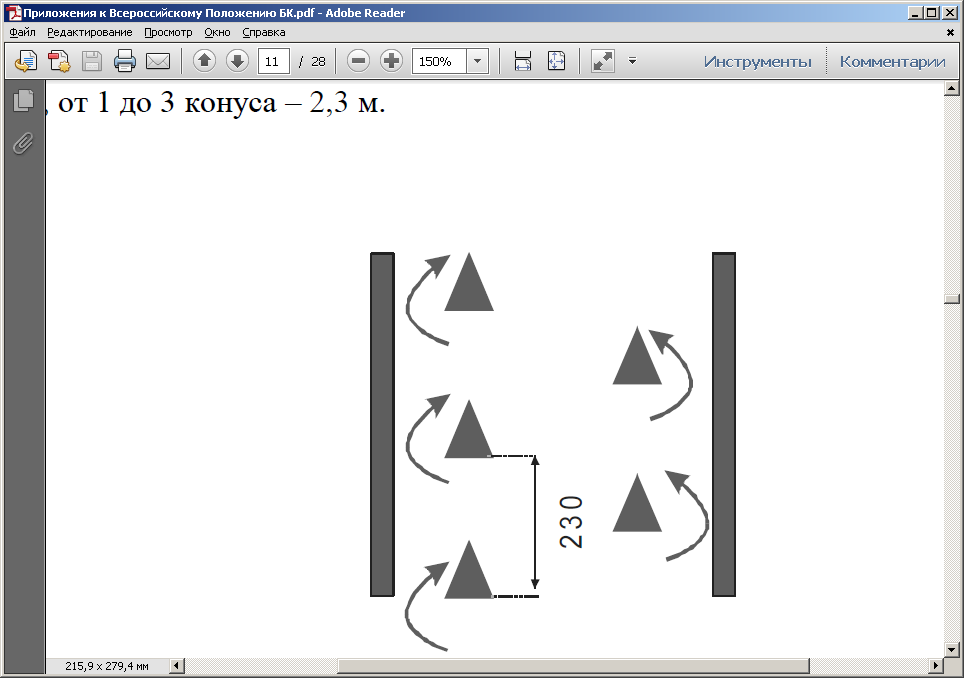 Приложения к Всероссийскому Положению БК.pdf - Adobe Reader
Файл Редактирование Просмотр Окно Справка
11 / 28 150% Инструменты Комментарии
, от 1 до 3 конуса – 2,3 м.
230
215,9 x 279,4 мм